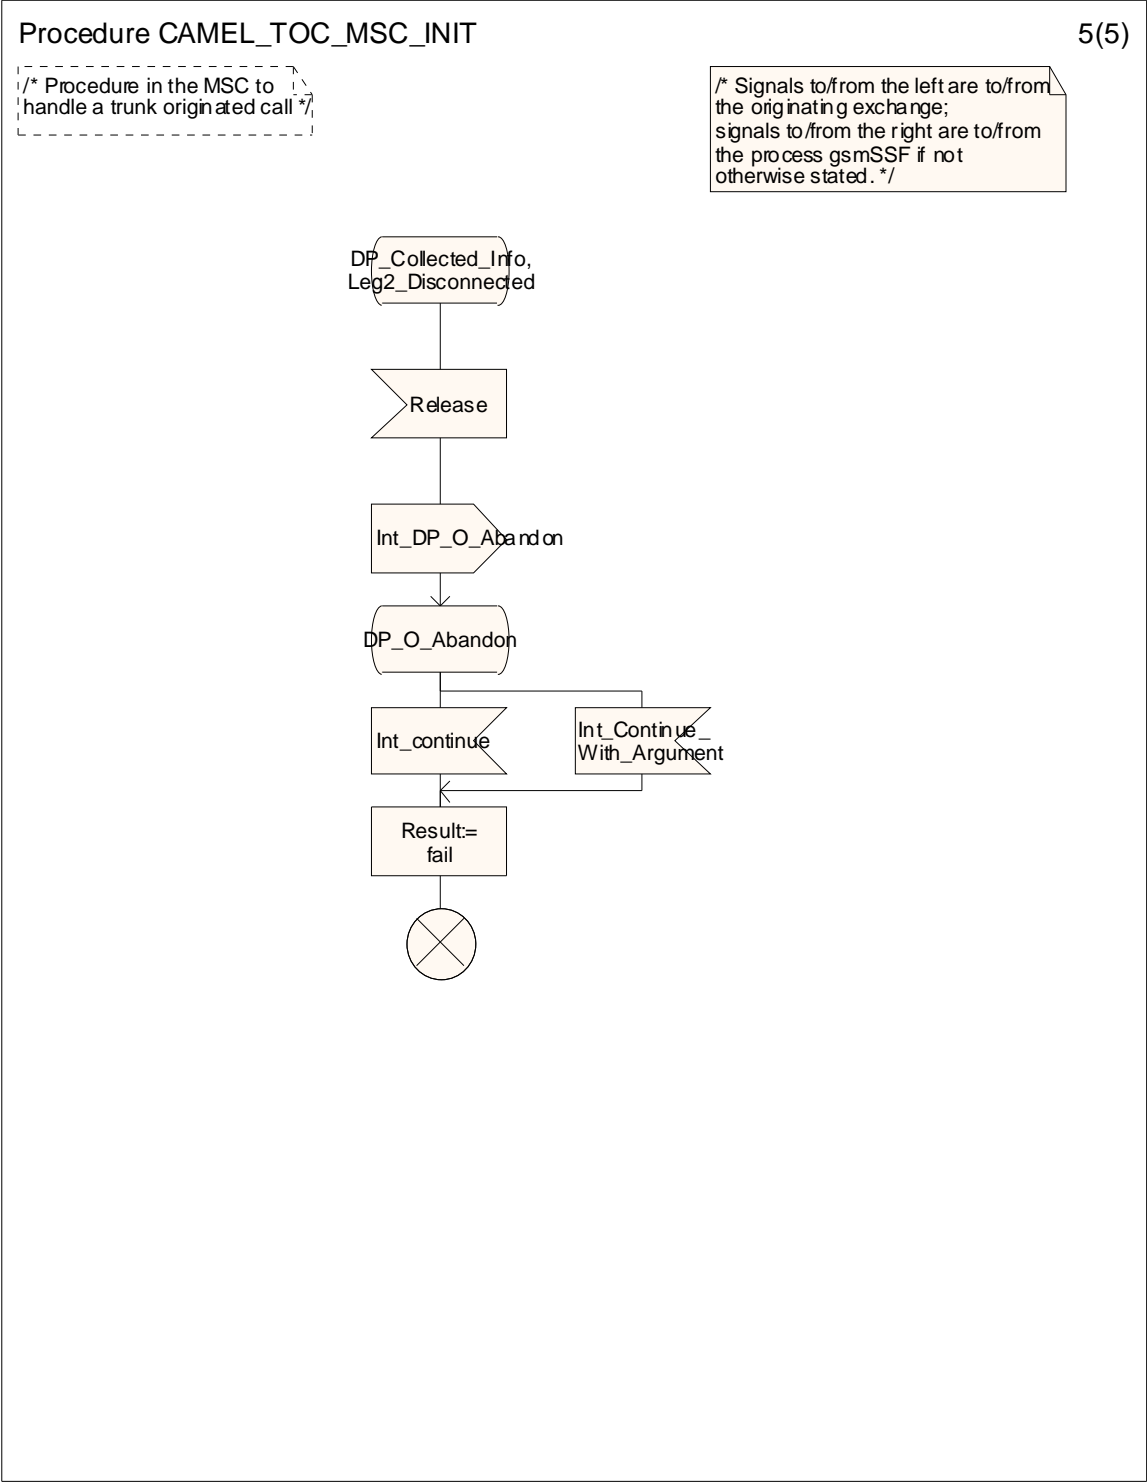 Procedure CAMEL_TOC_MSC_INIT
5(5)
/* Procedure in the MSC to
handle a trunk originated call */
/* Signals to/from the left are to/from
the originating exchange;
signals to/from the right are to/from
the process gsmSSF if not
otherwise stated. */
DP_Collected_Info,
Leg2_Disconnected
Release
Int_DP_O_Abandon
DP_O_Abandon
Int_continue
Int_Continue_
With_Argument
Result:=
fail